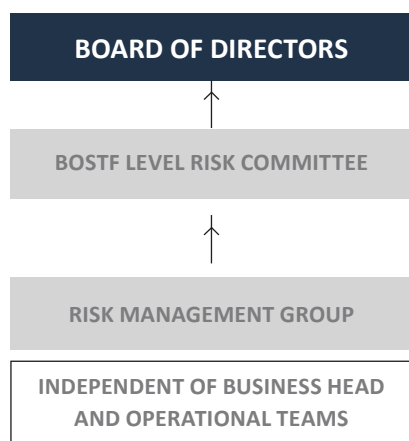 BOARD OF DIRECTORS
BOSTF LEVEL RISK COMMITTEE
RISK MANAGEMENT GROUP
INDEPENDENT OF BUSINESS HEAD
AND OPERATIONAL TEAMS